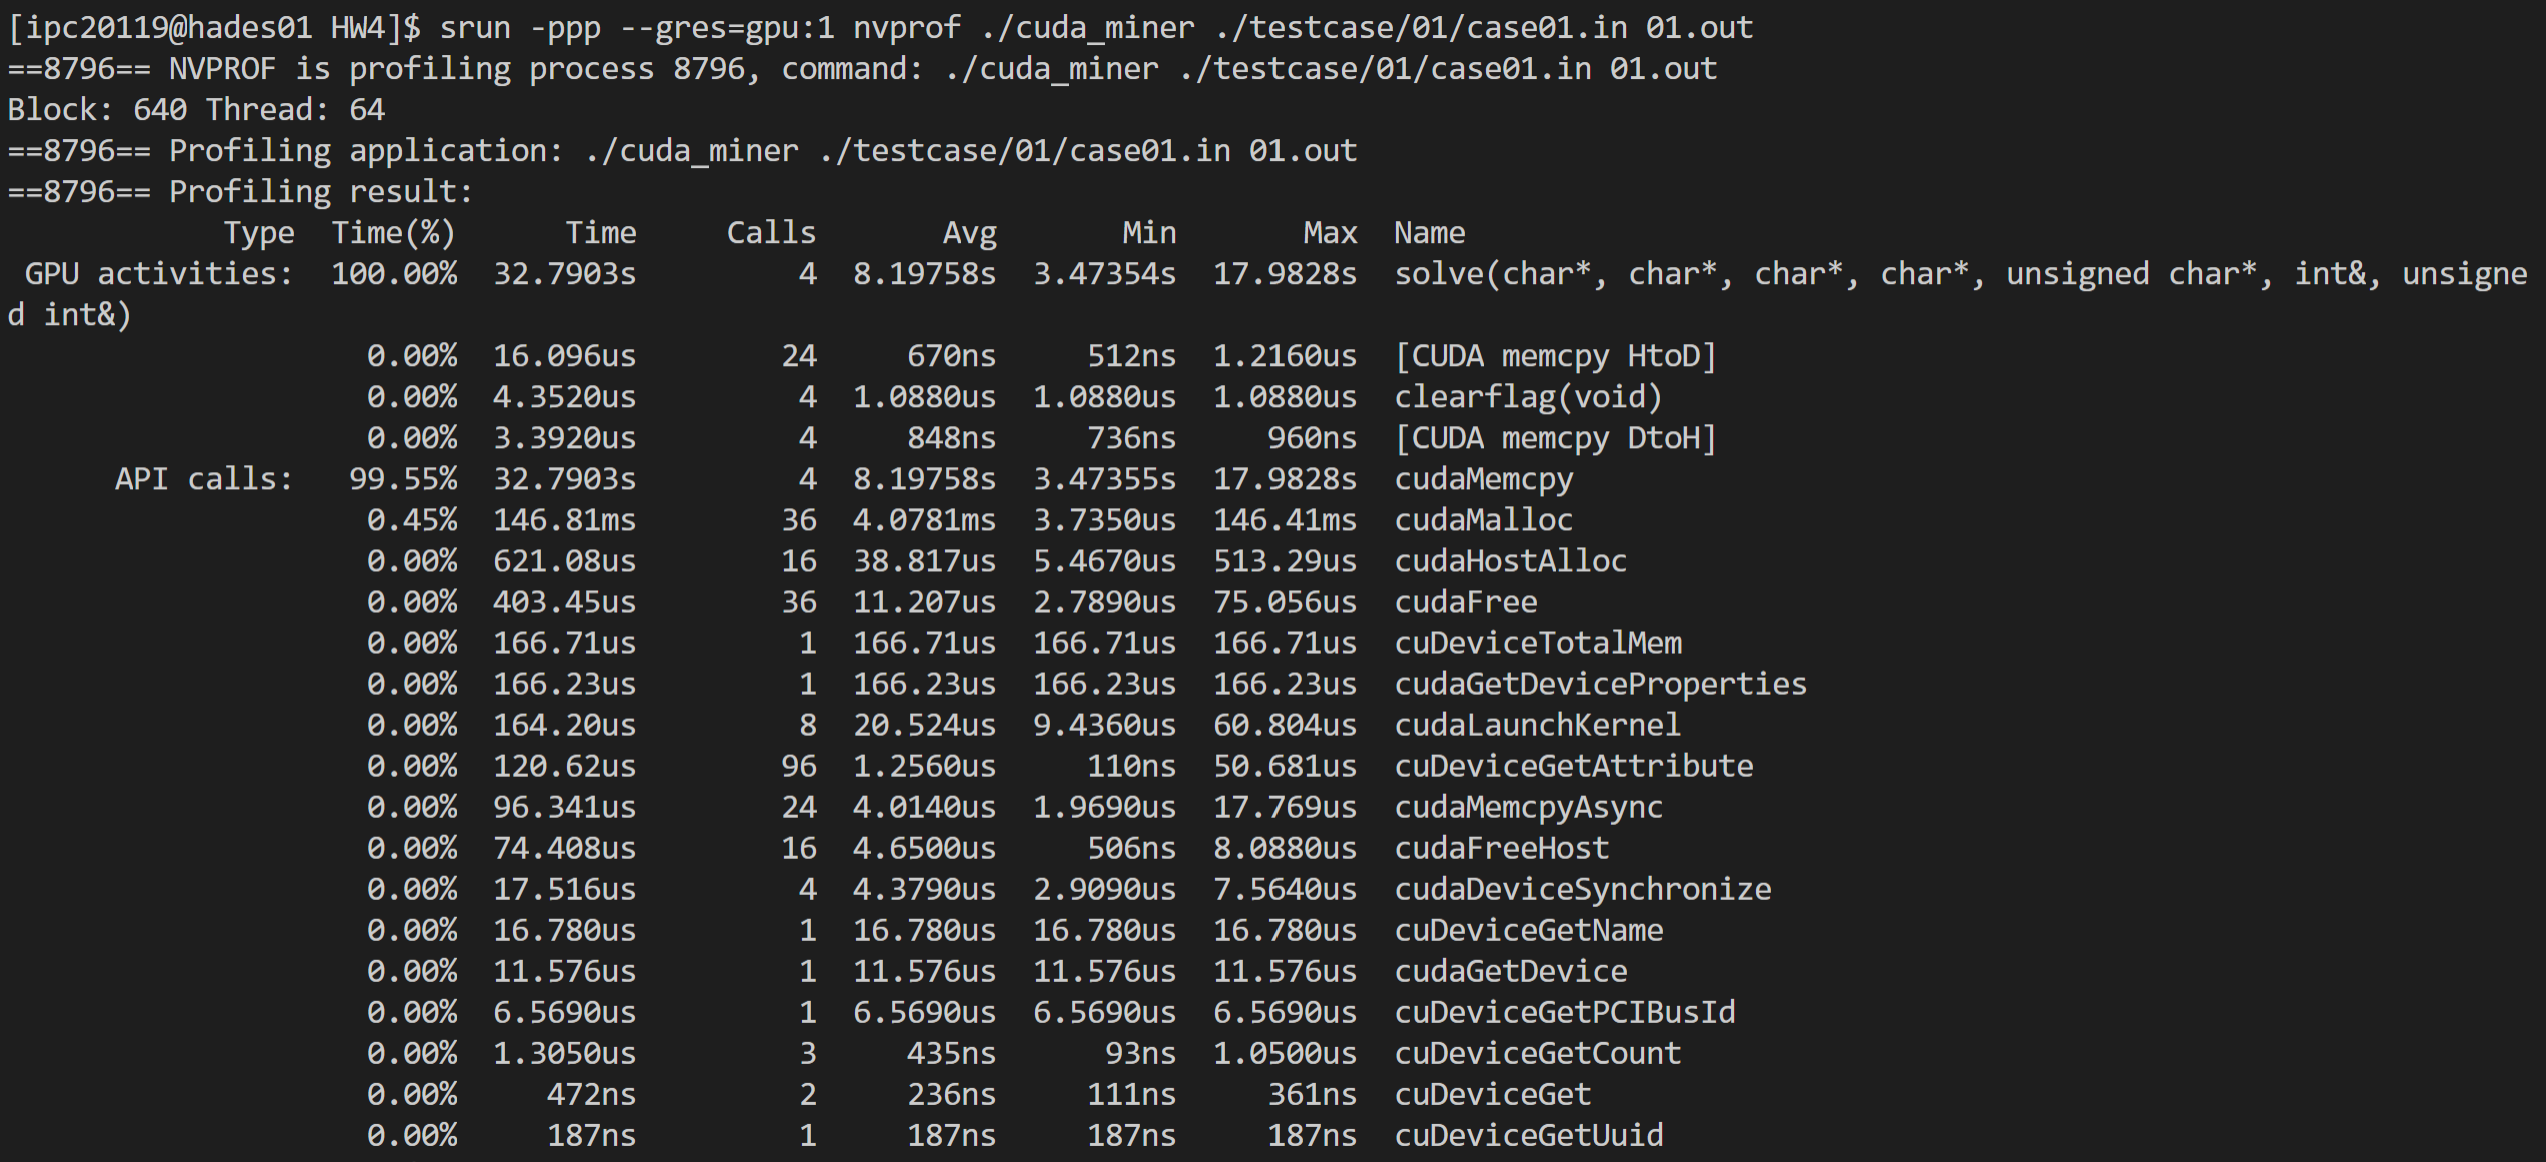 [ipc20119@hades01 HW4]$ srun -ppp --gres=gpu:1 nvprof ./cuda_miner ./testcase/01/case01.in 01.out
==8796== NVPROF is profiling process 8796, command: ./cuda_miner ./testcase/01/case01.in 01.out
Block: 640 Thread: 64
==8796== Profiling application: ./cuda_miner ./testcase/01/case01.in 01.out
==8796== Profiling result:
            Type  Time(%)      Time     Calls       Avg       Min       Max  Name
 GPU activities:  100.00%  32.7903s         4  8.19758s  3.47354s  17.9828s  solve(char*, char*, char*, char*, unsigned char*, int&, unsigne
d int&)
                    0.00%  16.096us        24     670ns     512ns  1.2160us  [CUDA memcpy HtoD]
                    0.00%  4.3520us         4  1.0880us  1.0880us  1.0880us  clearflag(void)
                    0.00%  3.3920us         4     848ns     736ns     960ns  [CUDA memcpy DtoH]
      API calls:   99.55%  32.7903s         4  8.19758s  3.47355s  17.9828s  cudaMemcpy
                    0.45%  146.81ms        36  4.0781ms  3.7350us  146.41ms  cudaMalloc
                    0.00%  621.08us        16  38.817us  5.4670us  513.29us  cudaHostAlloc
                    0.00%  403.45us        36  11.207us  2.7890us  75.056us  cudaFree
                    0.00%  166.71us         1  166.71us  166.71us  166.71us  cuDeviceTotalMem
                    0.00%  166.23us         1  166.23us  166.23us  166.23us  cudaGetDeviceProperties
                    0.00%  164.20us         8  20.524us  9.4360us  60.804us  cudaLaunchKernel
                    0.00%  120.62us        96  1.2560us     110ns  50.681us  cuDeviceGetAttribute
                    0.00%  96.341us        24  4.0140us  1.9690us  17.769us  cudaMemcpyAsync
                    0.00%  74.408us        16  4.6500us     506ns  8.0880us  cudaFreeHost
                    0.00%  17.516us         4  4.3790us  2.9090us  7.5640us  cudaDeviceSynchronize
                    0.00%  16.780us         1  16.780us  16.780us  16.780us  cuDeviceGetName
                    0.00%  11.576us         1  11.576us  11.576us  11.576us  cudaGetDevice
                    0.00%  6.5690us         1  6.5690us  6.5690us  6.5690us  cuDeviceGetPCIBusId
                    0.00%  1.3050us         3     435ns      93ns  1.0500us  cuDeviceGetCount
                    0.00%     472ns         2     236ns     111ns     361ns  cuDeviceGet
                    0.00%     187ns         1     187ns     187ns     187ns  cuDeviceGetUuid